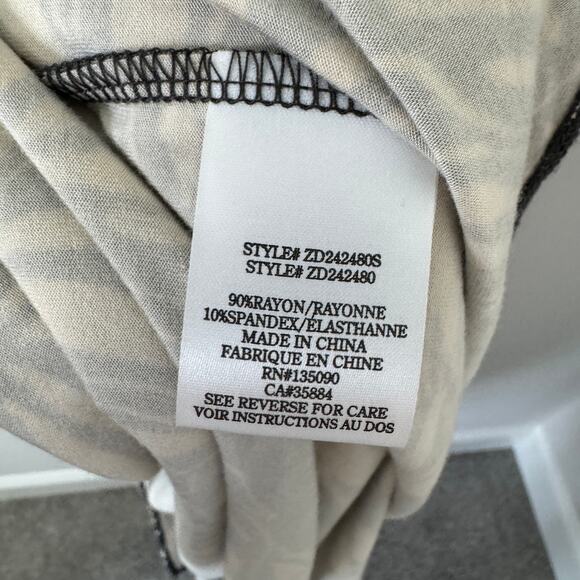 STYLE# ZD242480S
STYLE# ZD242480
90%RAYON/RAYONNE
10%SPANDEX/ÉLASTHANNE
MADE IN CHINA
FABRIQUE EN CHINE
RN#135090
CA#35884
SEE REVERSE FOR CARE
VOIR INSTRUCTIONS AU DOS